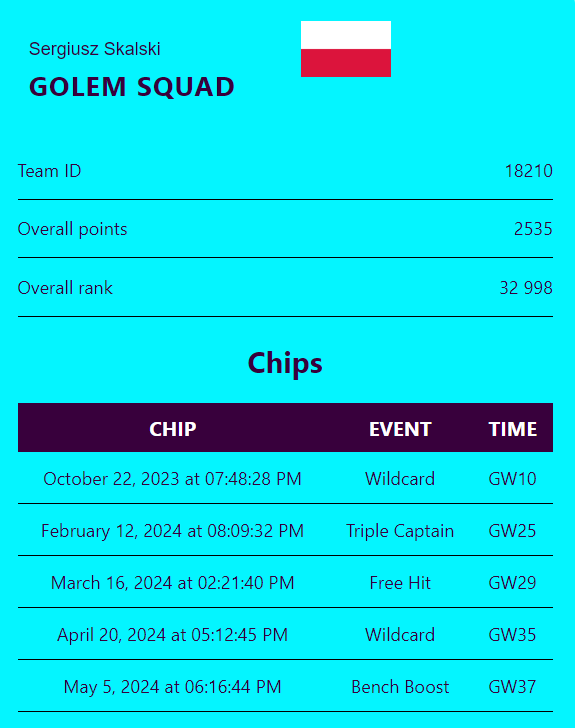 Sergiusz Skalski
GOLEM SQUAD
Team ID 18210
Overall points 2535
Overall rank 32 998
Chips
CHIP EVENT TIME
October 22, 2023 at 07:48:28 PM Wildcard GW10
February 12, 2024 at 08:09:32 PM Triple Captain GW25
March 16, 2024 at 02:21:40 PM Free Hit GW29
April 20, 2024 at 05:12:45 PM Wildcard GW35
May 5, 2024 at 06:16:44 PM Bench Boost GW37